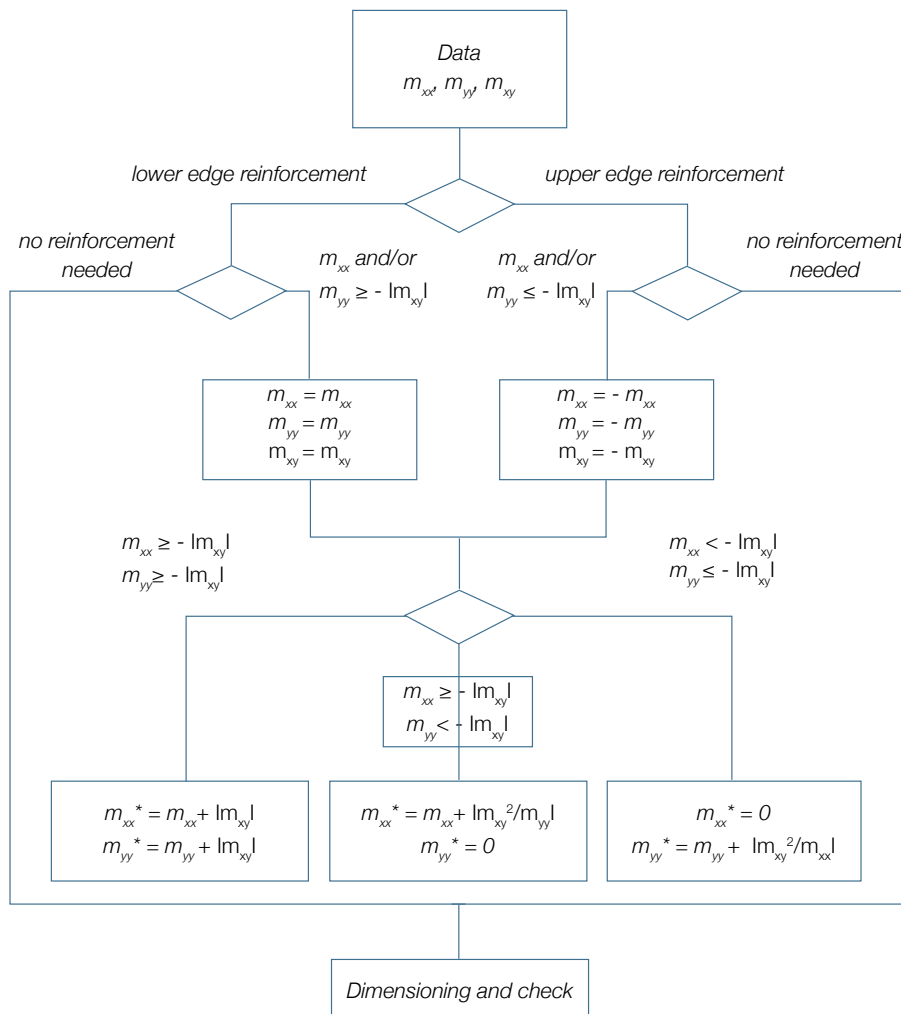 Data
m_xx, m_yy, m_xy
lower edge reinforcement
upper edge reinforcement
no reinforcement
needed
m_xx and/or
m_yy ≥ - |m_xy|
m_xx and/or
m_yy ≤ - |m_xy|
no reinforcement
needed
m_xx = m_xx
m_yy = m_yy
m_xy = m_xy
m_xx = - m_xx
m_yy = - m_yy
m_xy = - m_xy
m_xx ≥ - |m_xy|
m_yy ≥ - |m_xy|
m_xx < - |m_xy|
m_yy ≤ - |m_xy|
m_xx ≥ - |m_xy|
m_yy < - |m_xy|
m_xx* = m_xx + |m_xy|
m_yy* = m_yy + |m_xy|
m_xx* = m_xx + |m_xy²/m_yy|
m_yy* = 0
m_xx* = 0
m_yy* = m_yy + |m_xy²/m_xx|
Dimensioning and check